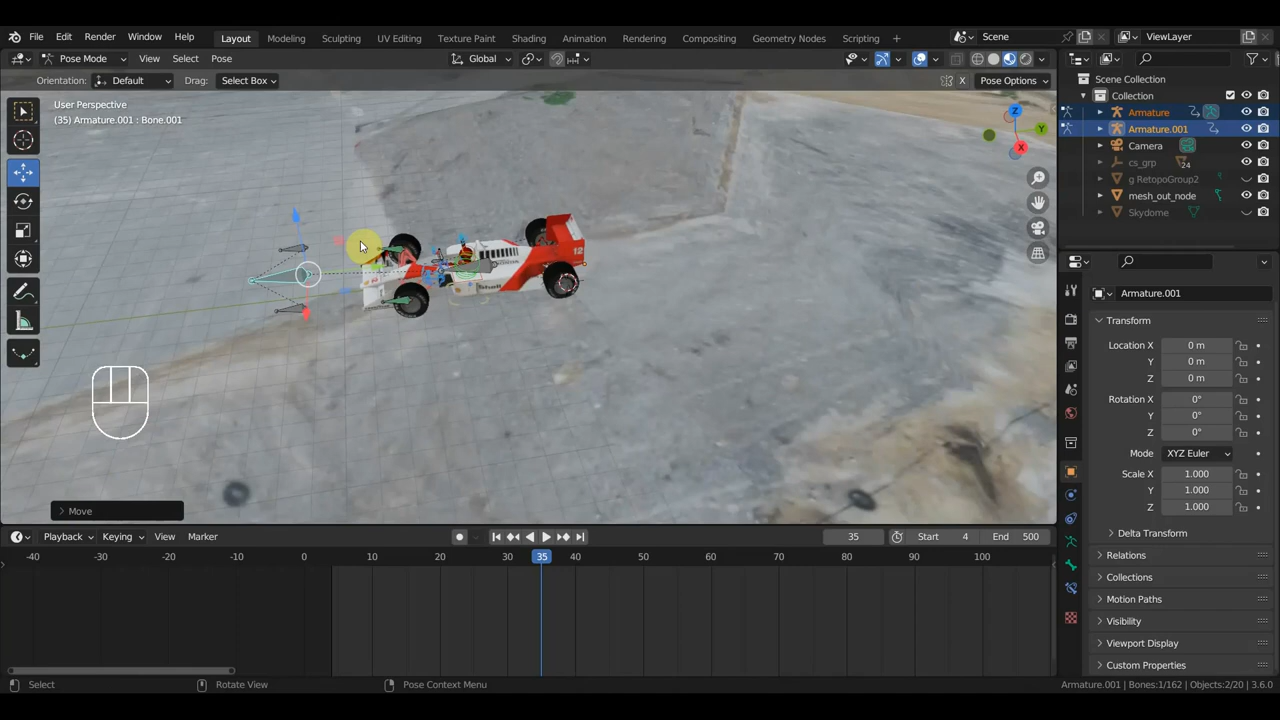 File Edit Render Window Help
Layout Modeling Sculpting UV Editing Texture Paint Shading Animation Rendering Compositing Geometry Nodes Scripting +
Scene
ViewLayer
Pose Mode View Select Pose
Global
Orientation: Default Drag: Select Box
X Pose Options
User Perspective
(35) Armature.001 : Bone.001
Z
Y
X
12
Move
Scene Collection
Collection
Armature
Armature.001
Camera
cs_grp 24
g RetopoGroup2
mesh_out_node
Skydome
Armature.001
Transform
Location X 0 m
Y 0 m
Z 0 m
Rotation X 0°
Y 0°
Z 0°
Mode XYZ Euler
Scale X 1.000
Y 1.000
Z 1.000
Delta Transform
Relations
Collections
Motion Paths
Visibility
Viewport Display
Custom Properties
Playback Keying View Marker
35 Start 4 End 500
-40 -30 -20 -10 0 10 20 30 35 40 50 60 70 80 90 100
Select Rotate View Pose Context Menu
Armature.001 | Bones:1/162 | Objects:2/20 | 3.6.0